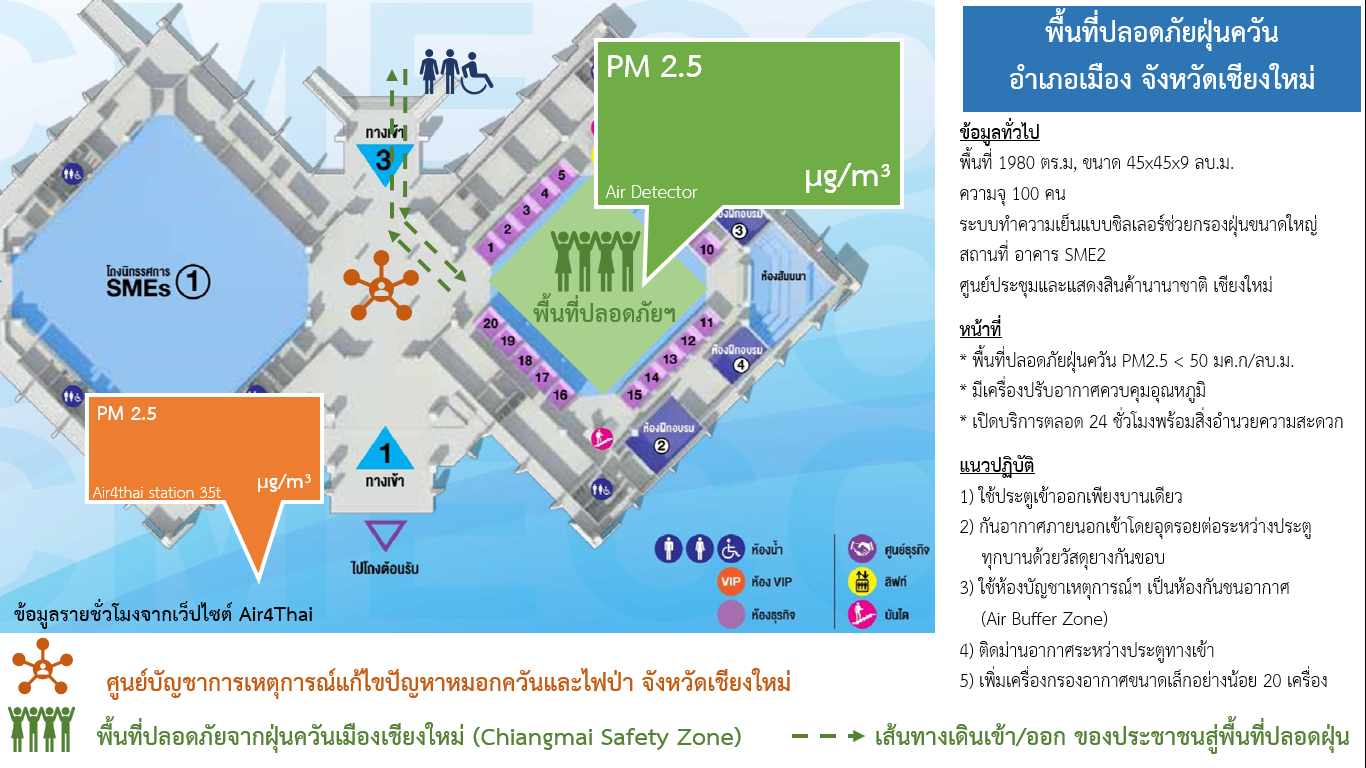 พื้นที่ปลอดภัยฝุ่นควัน
อำเภอเมือง จังหวัดเชียงใหม่
ข้อมูลทั่วไป
พื้นที่ 1980 ตร.ม, ขนาด 45x45x9 ลบ.ม.
ความจุ 100 คน
ระบบทำความเย็นแบบชิลเลอร์ช่วยกรองฝุ่นขนาดใหญ่
สถานที่ อาคาร SME2
ศูนย์ประชุมและแสดงสินค้านานาชาติ เชียงใหม่
หน้าที่
* พื้นที่ปลอดภัยฝุ่นควัน PM2.5 < 50 มค.ก/ลบ.ม.
* มีเครื่องปรับอากาศควบคุมอุณหภูมิ
* เปิดบริการตลอด 24 ชั่วโมงพร้อมสิ่งอำนวยความสะดวก
แนวปฏิบัติ
1) ใช้ประตูเข้าออกเพียงบานเดียว
2) กันอากาศภายนอกเข้าโดยอุดรอยต่อระหว่างประตู
ทุกบานด้วยวัสดุยางกันขอบ
3) ใช้ห้องบัญชาเหตุการณ์ฯ เป็นห้องกันชนอากาศ
(Air Buffer Zone)
4) ติดม่านอากาศระหว่างประตูทางเข้า
5) เพิ่มเครื่องกรองอากาศขนาดเล็กอย่างน้อย 20 เครื่อง
PM 2.5
µg/m³
Air Detector
ทางเข้า
3
โถงนิทรรศการ
SMEs 1
5
4
3
2
1
10
ห้องฝึกอบรม
3
ห้องสัมมนา
พื้นที่ปลอดภัยฯ
20
19
18
17
16
11
12
13
14
15
ห้องฝึกอบรม
4
ห้องฝึกอบรม
2
PM 2.5
µg/m³
Air4thai station 35t
1
ทางเข้า
ไปโถงต้อนรับ
ห้องน้ำ
VIP ห้อง VIP
ห้องธุรกิจ
ศูนย์ธุรกิจ
ลิฟท์
บันได
ข้อมูลรายชั่วโมงจากเว็ปไซต์ Air4Thai
ศูนย์บัญชาการเหตุการณ์แก้ไขปัญหาหมอกควันและไฟป่า จังหวัดเชียงใหม่
พื้นที่ปลอดภัยจากฝุ่นควันเมืองเชียงใหม่ (Chiangmai Safety Zone)
เส้นทางเดินเข้า/ออก ของประชาชนสู่พื้นที่ปลอดฝุ่น